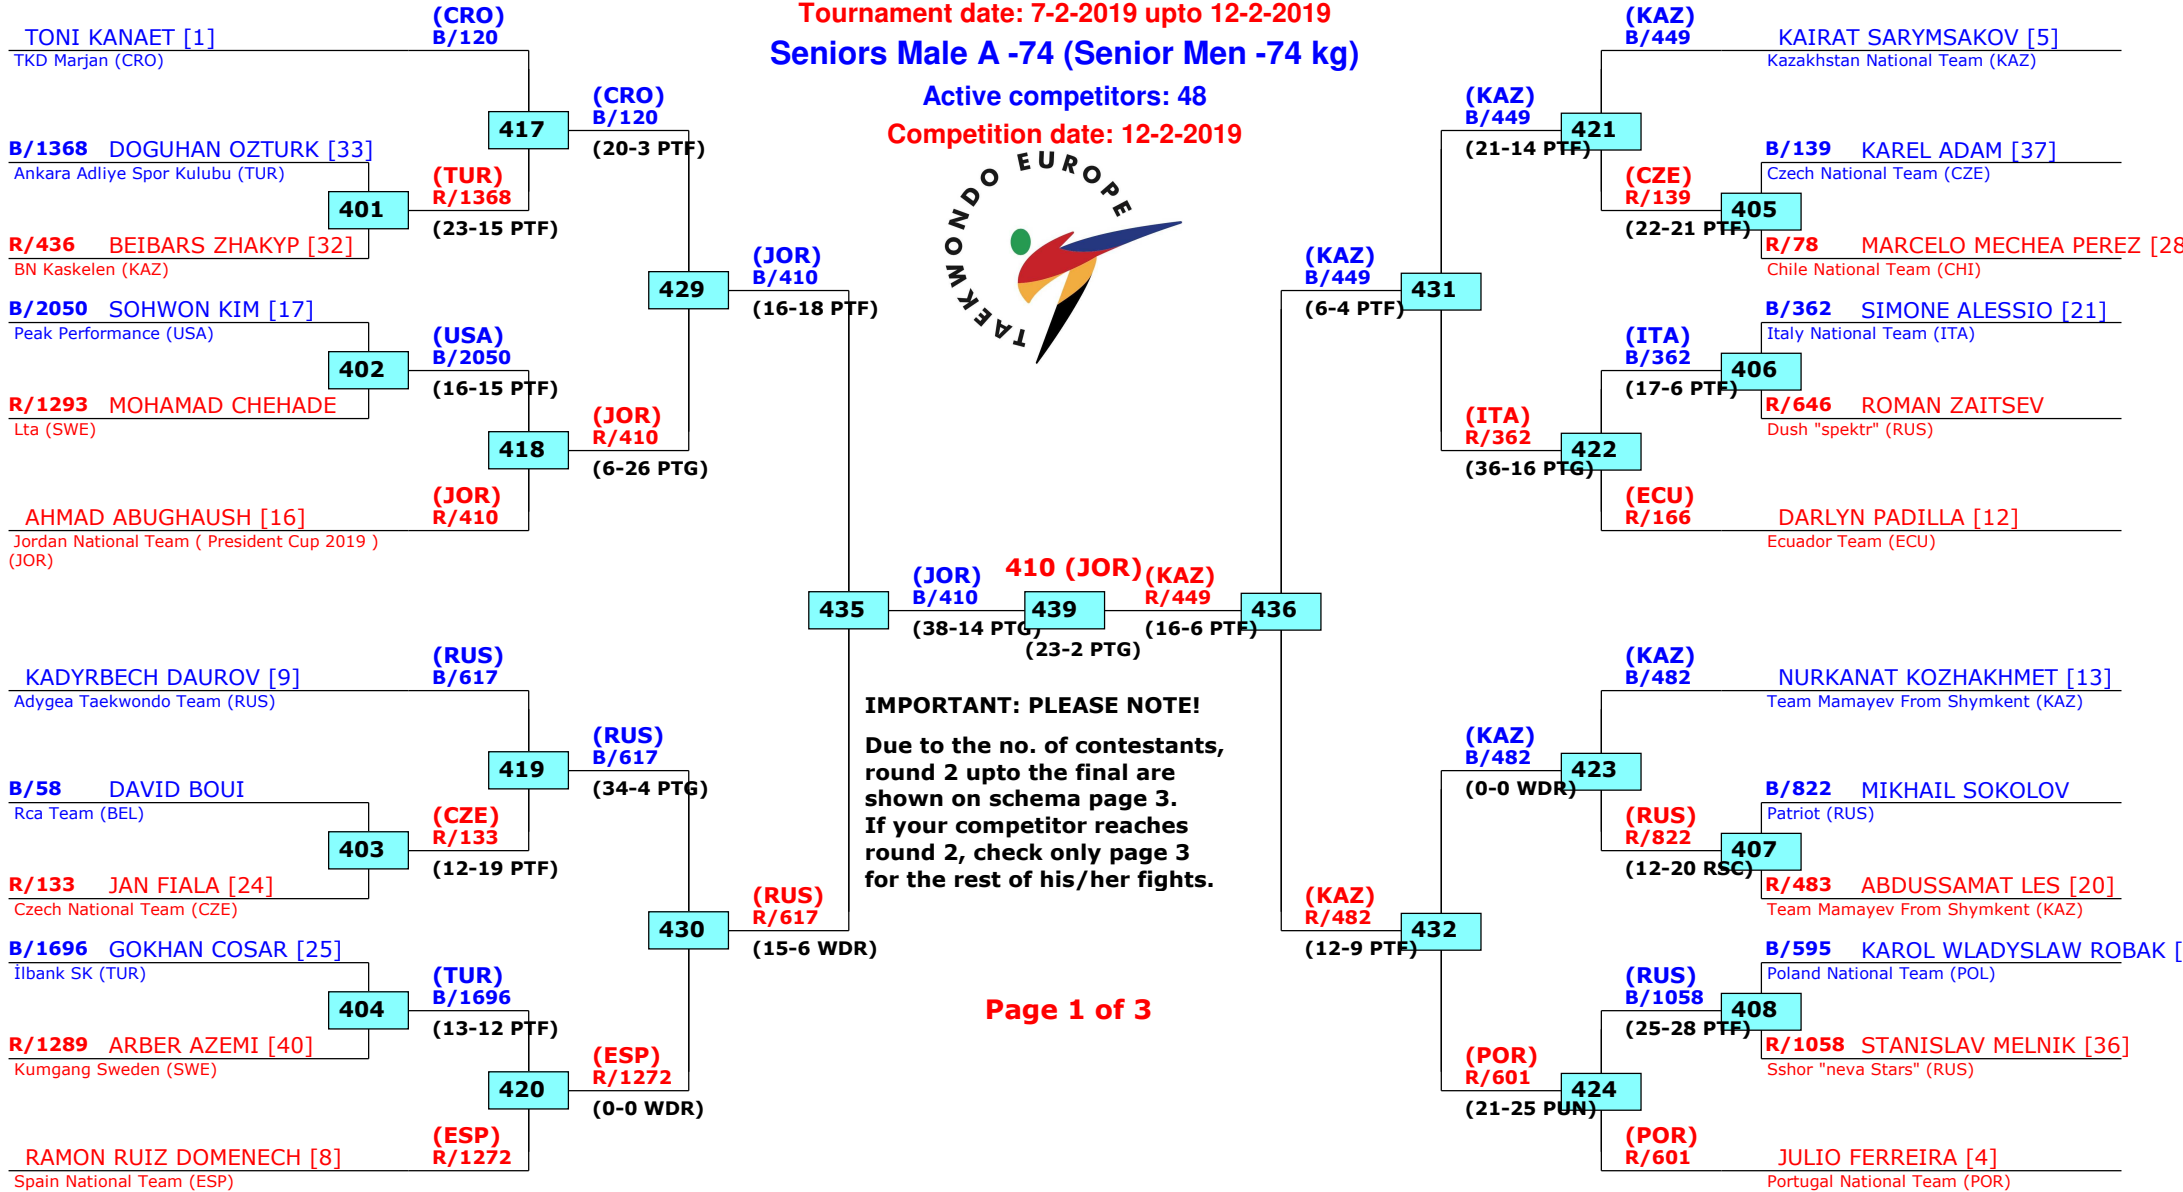 Tournament date: 7-2-2019 upto 12-2-2019
Seniors Male A -74 (Senior Men -74 kg)
Active competitors: 48
Competition date: 12-2-2019
TAEKWONDO EUROPE
TONI KANAET [1]
TKD Marjan (CRO)
(CRO)
B/120
B/1368 DOGUHAN OZTURK [33]
Ankara Adliye Spor Kulubu (TUR)
401
R/436 BEIBARS ZHAKYP [32]
BN Kaskelen (KAZ)
(TUR)
R/1368
(23-15 PTF)
417
(CRO)
B/120
(20-3 PTF)
B/2050 SOHWON KIM [17]
Peak Performance (USA)
402
R/1293 MOHAMAD CHEHADE
Lta (SWE)
(USA)
B/2050
(16-15 PTF)
418
(JOR)
R/410
(6-26 PTG)
AHMAD ABUGHAUSH [16]
Jordan National Team ( President Cup 2019 )
(JOR)
(JOR)
R/410
429
(JOR)
B/410
(16-18 PTF)
KADYRBECH DAUROV [9]
Adygea Taekwondo Team (RUS)
(RUS)
B/617
B/58 DAVID BOUI
Rca Team (BEL)
403
R/133 JAN FIALA [24]
Czech National Team (CZE)
(CZE)
R/133
(12-19 PTF)
419
(RUS)
B/617
(34-4 PTG)
B/1696 GOKHAN COSAR [25]
İlbank SK (TUR)
404
R/1289 ARBER AZEMI [40]
Kumgang Sweden (SWE)
(TUR)
B/1696
(13-12 PTF)
420
(ESP)
R/1272
(0-0 WDR)
RAMON RUIZ DOMENECH [8]
Spain National Team (ESP)
(ESP)
R/1272
430
(RUS)
R/617
(15-6 WDR)
435
(JOR)
B/410
(38-14 PTG)
410 (JOR)
439
(23-2 PTG)
(KAZ)
R/449
(16-6 PTF)
436
IMPORTANT: PLEASE NOTE!
Due to the no. of contestants,
round 2 upto the final are
shown on schema page 3.
If your competitor reaches
round 2, check only page 3
for the rest of his/her fights.
Page 1 of 3
(KAZ)
B/449
KAIRAT SARYMSAKOV [5]
Kazakhstan National Team (KAZ)
(KAZ)
B/449
(21-14 PTF)
421
B/139 KAREL ADAM [37]
Czech National Team (CZE)
(CZE)
R/139
(22-21 PTF)
405
R/78 MARCELO MECHEA PEREZ [28
Chile National Team (CHI)
(KAZ)
B/449
(6-4 PTF)
431
B/362 SIMONE ALESSIO [21]
Italy National Team (ITA)
(ITA)
B/362
(17-6 PTF)
406
R/646 ROMAN ZAITSEV
Dush "spektr" (RUS)
(ITA)
R/362
(36-16 PTG)
422
(ECU)
R/166
DARLYN PADILLA [12]
Ecuador Team (ECU)
(KAZ)
B/482
NURKANAT KOZHAKHMET [13]
Team Mamayev From Shymkent (KAZ)
(KAZ)
B/482
(0-0 WDR)
423
B/822 MIKHAIL SOKOLOV
Patriot (RUS)
(RUS)
R/822
(12-20 RSC)
407
R/483 ABDUSSAMAT LES [20]
Team Mamayev From Shymkent (KAZ)
(KAZ)
R/482
(12-9 PTF)
432
B/595 KAROL WLADYSLAW ROBAK [
Poland National Team (POL)
(RUS)
B/1058
(25-28 PTF)
408
R/1058 STANISLAV MELNIK [36]
Sshor "neva Stars" (RUS)
(POR)
R/601
(21-25 PUN)
424
(POR)
R/601
JULIO FERREIRA [4]
Portugal National Team (POR)